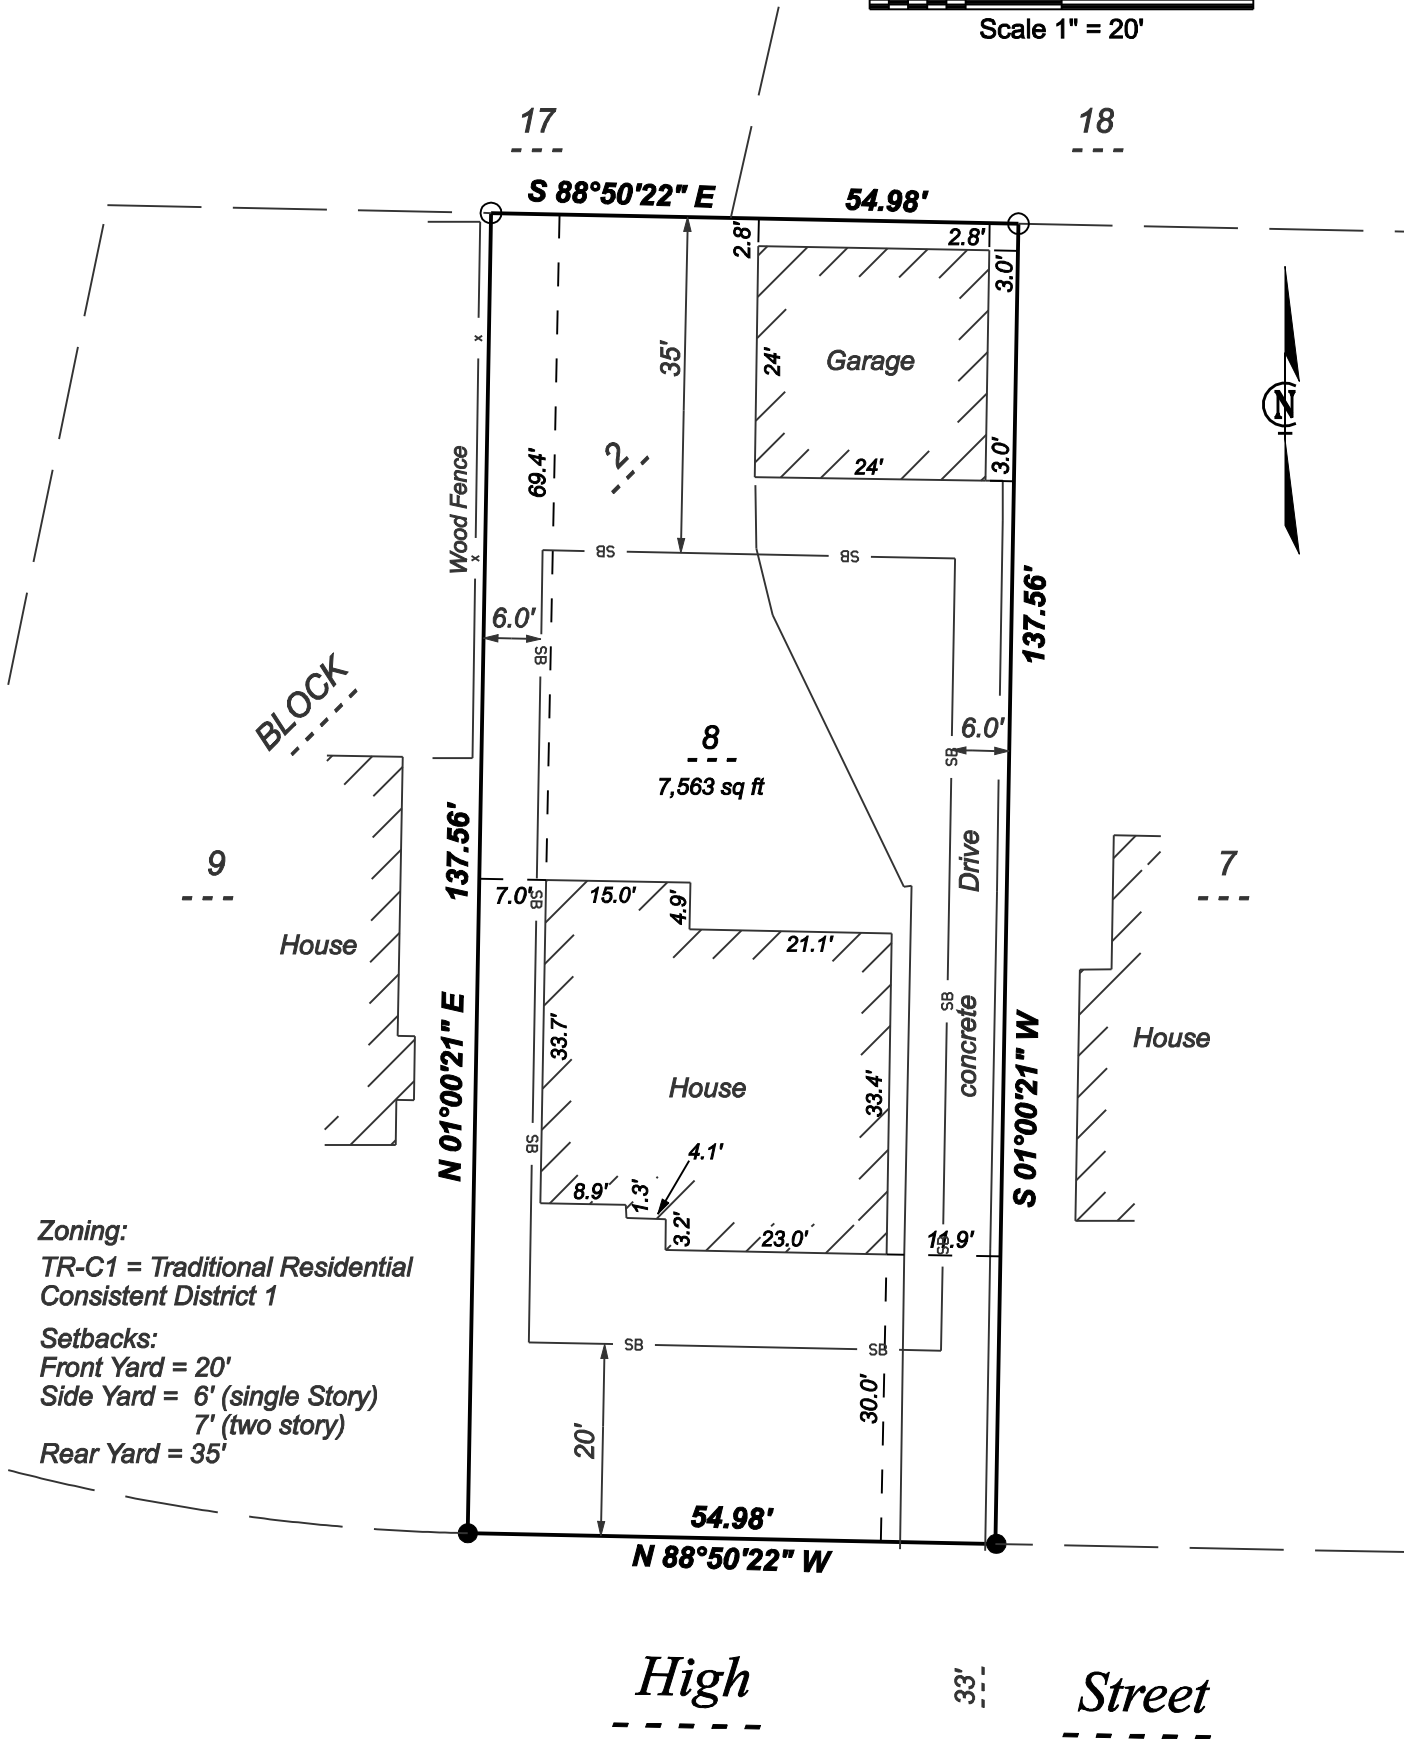 Scale 1" = 20'
17
18
S 88°50'22" E
54.98'
2.8'
2.8'
3.0'
35'
24'
Garage
N
69.4'
2
Wood Fence
x
x
24'
3.0'
SB
SB
137.56'
6.0'
SB
BLOCK
6.0'
SB
8
7,563 sq ft
137.56'
9
7
Drive
7.0'
SB
15.0'
4.9'
House
21.1'
SB
concrete
N 01°00'21" E
33.7'
House
House
33.4'
S 01°00'21" W
SB
4.1'
8.9'
1.3'
3.2'
23.0'
11.9'
SB
Zoning:
TR-C1 = Traditional Residential
Consistent District 1
Setbacks:
Front Yard = 20'
Side Yard = 6' (single Story)
7' (two story)
Rear Yard = 35'
SB
SB
30.0'
20'
54.98'
N 88°50'22" W
High
33'
Street